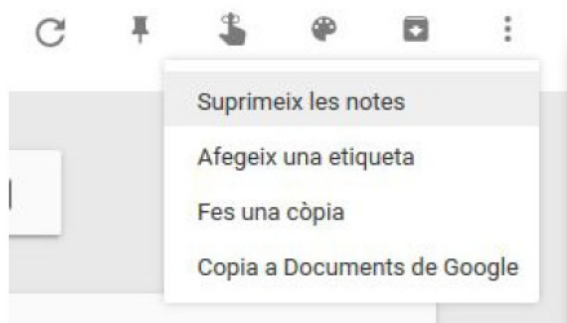 Suprimeix les notes
Afegeix una etiqueta
Fes una còpia
Copia a Documents de Google